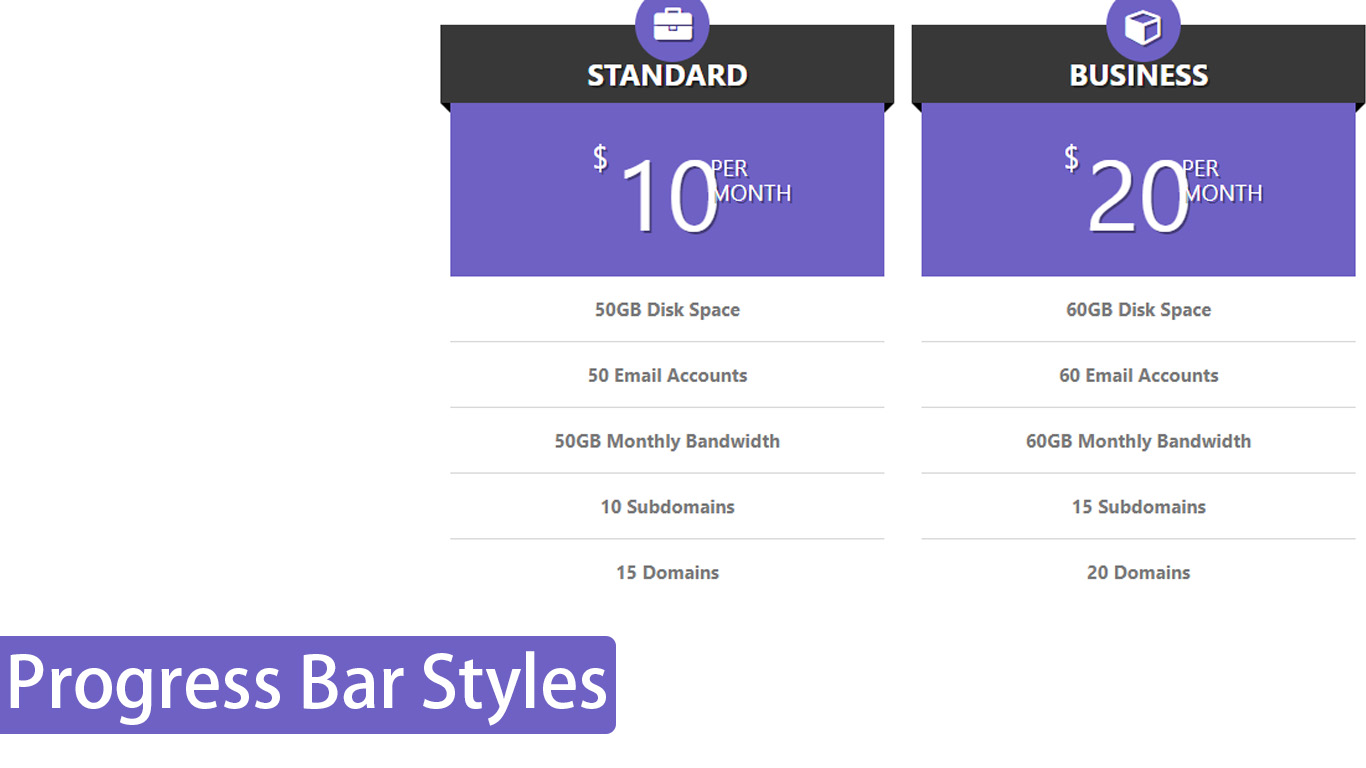 STANDARD
$ 10 PER
MONTH
50GB Disk Space
50 Email Accounts
50GB Monthly Bandwidth
10 Subdomains
15 Domains
BUSINESS
$ 20 PER
MONTH
60GB Disk Space
60 Email Accounts
60GB Monthly Bandwidth
15 Subdomains
20 Domains
Progress Bar Styles